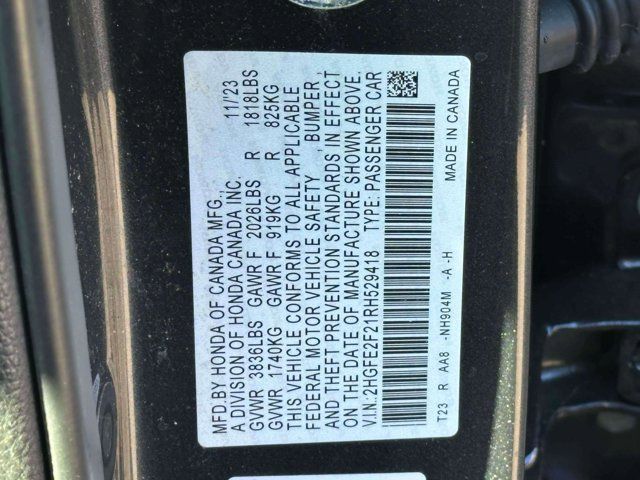 MFD.BY HONDA OF CANADA MFG., 11/23
A DIVISION OF HONDA CANADA INC.
GVWR 3836LBS GAWR F 2026LBS R 1818LBS
GVWR 1740KG GAWR F 919KG R 825KG
THIS VEHICLE CONFORMS TO ALL APPLICABLE
FEDERAL MOTOR VEHICLE SAFETY , BUMPER ,
AND THEFT PREVENTION STANDARDS IN EFFECT
ON THE DATE OF MANUFACTURE SHOWN ABOVE.
V.I.N.: 2HGFE2F21RH529418 TYPE: PASSENGER CAR
T23 R AA8 -NH904M -A -H MADE IN CANADA